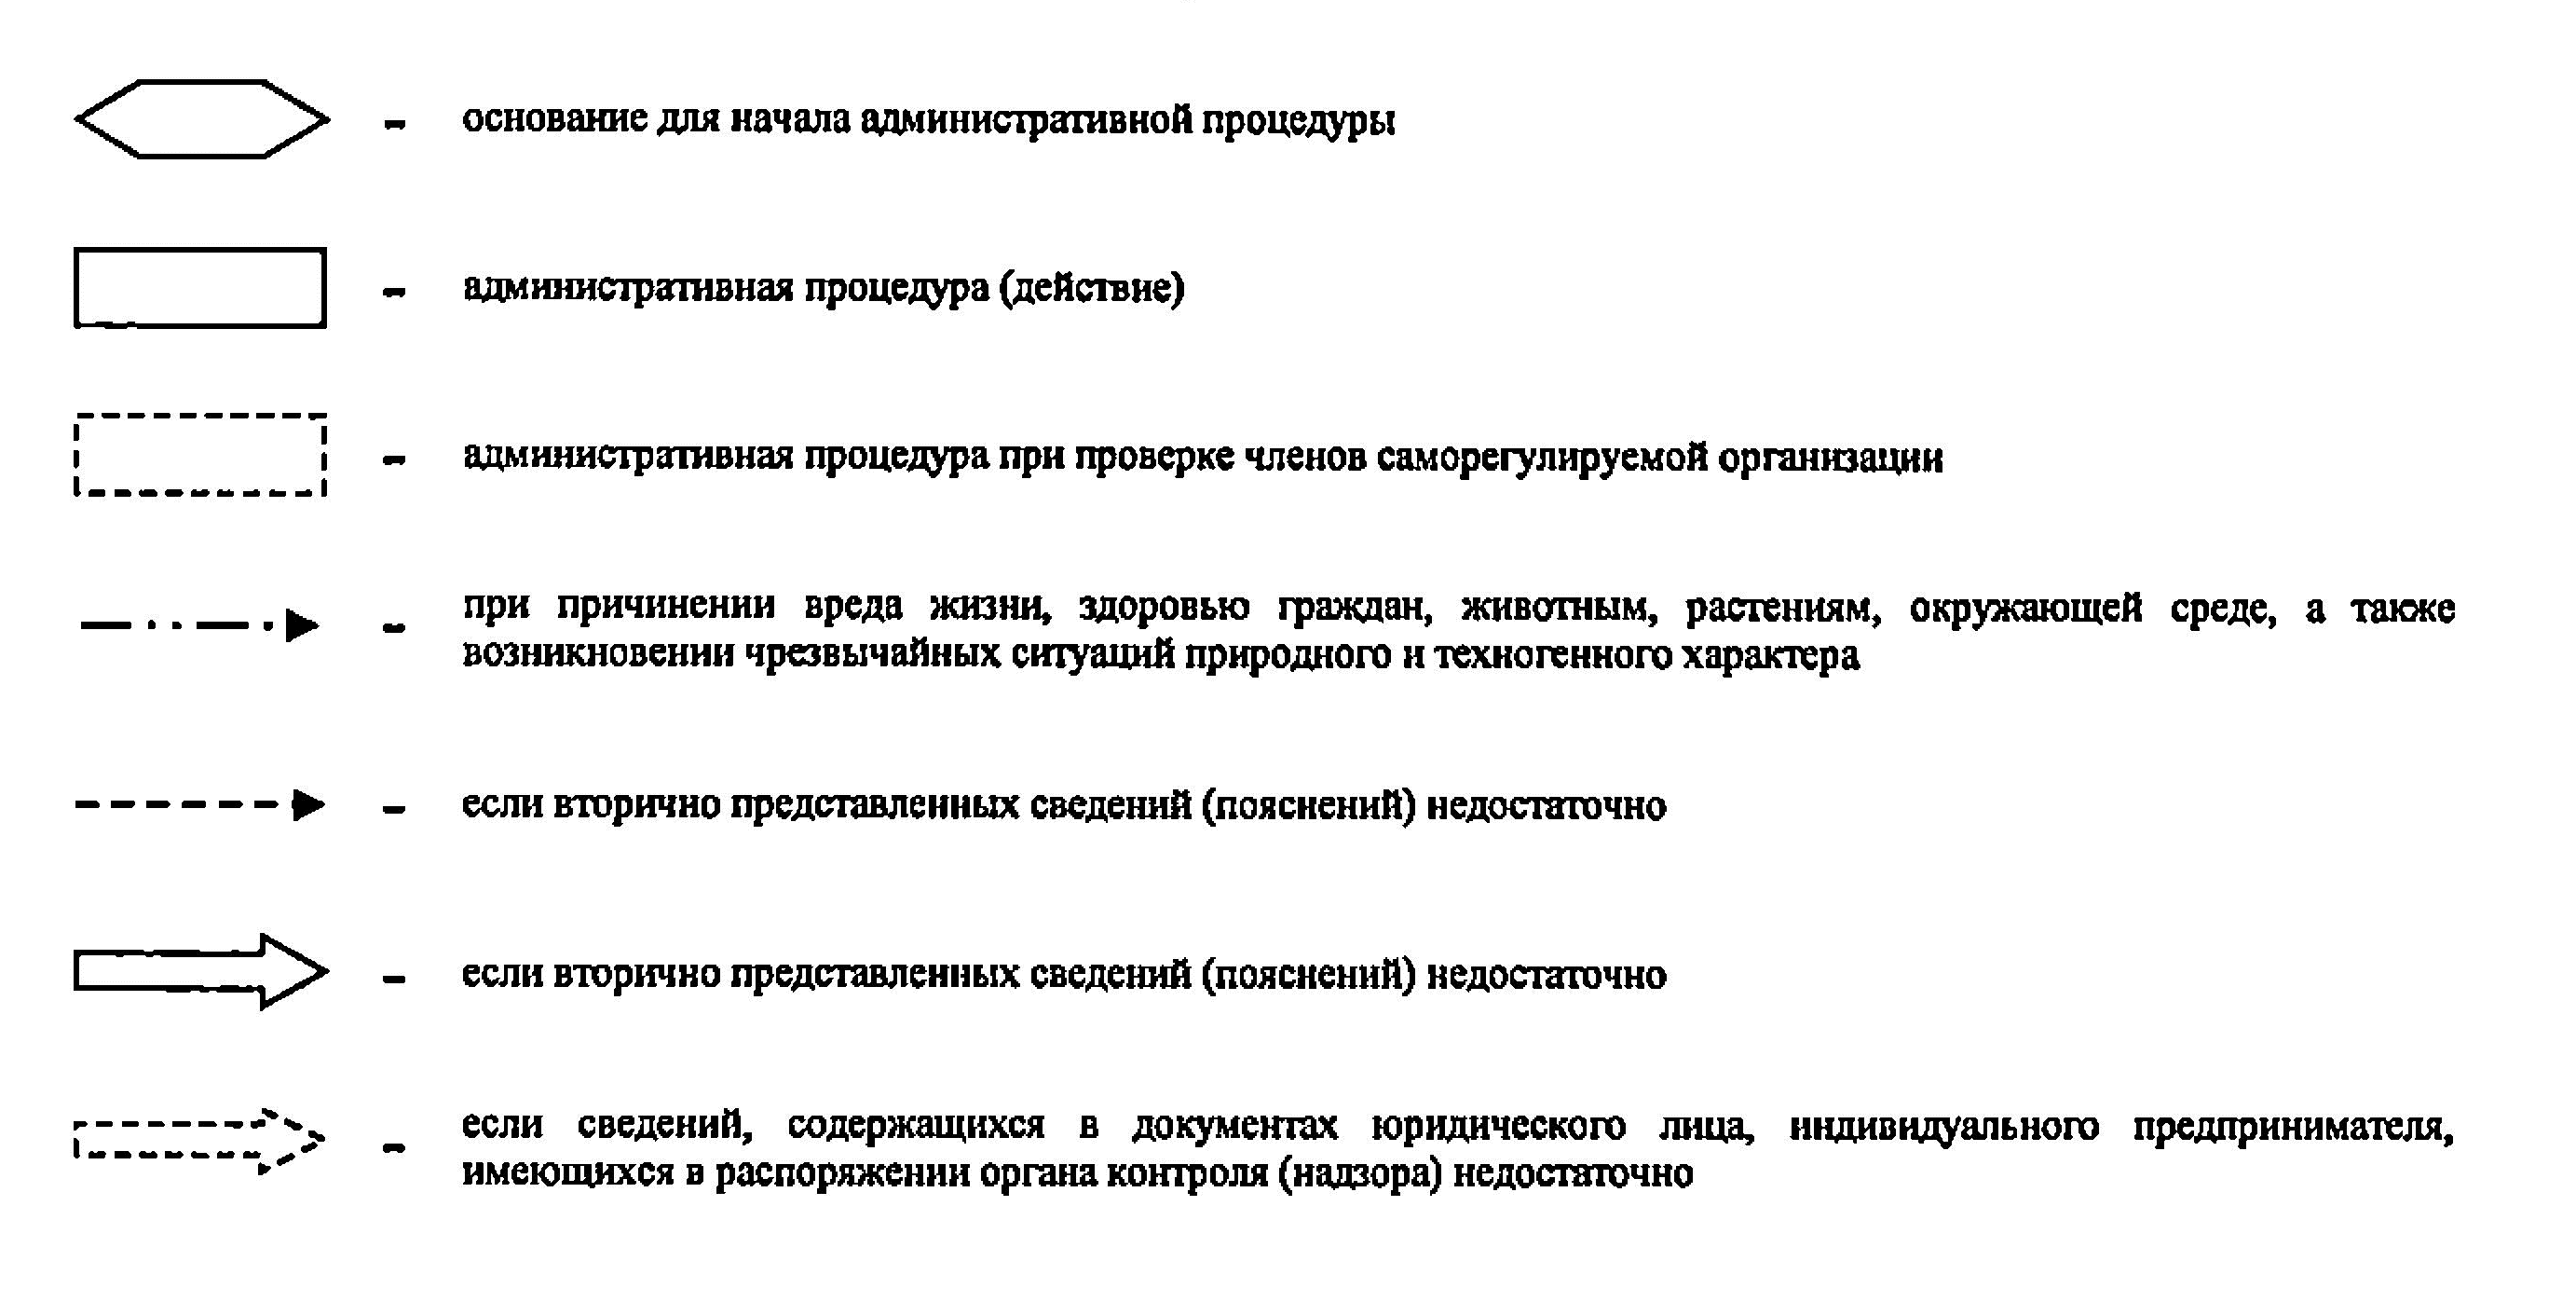 – основание для начала административной процедуры
– административная процедура (действие)
– административная процедура при проверке членов саморегулируемой организации
– при причинении вреда жизни, здоровью граждан, животным, растениям, окружающей среде, а также
возникновении чрезвычайных ситуаций природного и техногенного характера
– если вторично представленных сведений (пояснений) недостаточно
– если вторично представленных сведений (пояснений) недостаточно
– если сведений, содержащихся в документах юридического лица, индивидуального предпринимателя,
имеющихся в распоряжении органа контроля (надзора) недостаточно